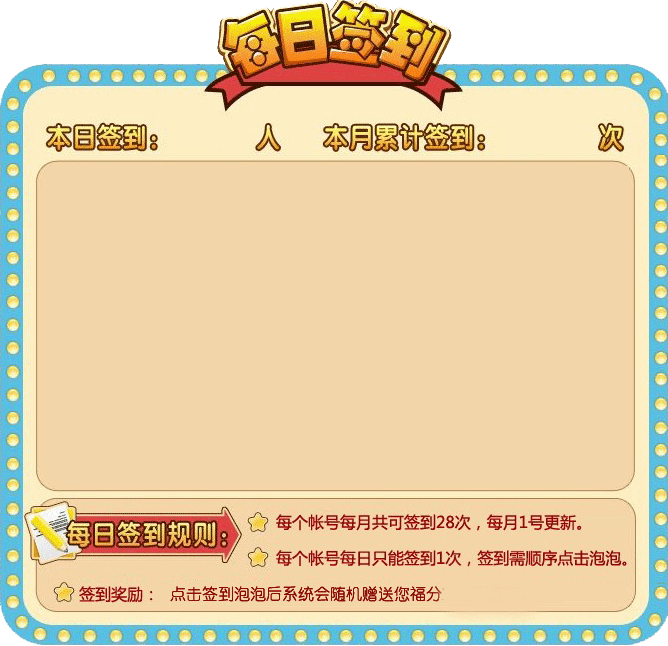 每日签到
本日签到： 人 本月累计签到： 次
每日签到规则：
每个帐号每月共可签到28次，每月1号更新。
每个帐号每日只能签到1次，签到需顺序点击泡泡。
签到奖励： 点击签到泡泡后系统会随机赠送您福分